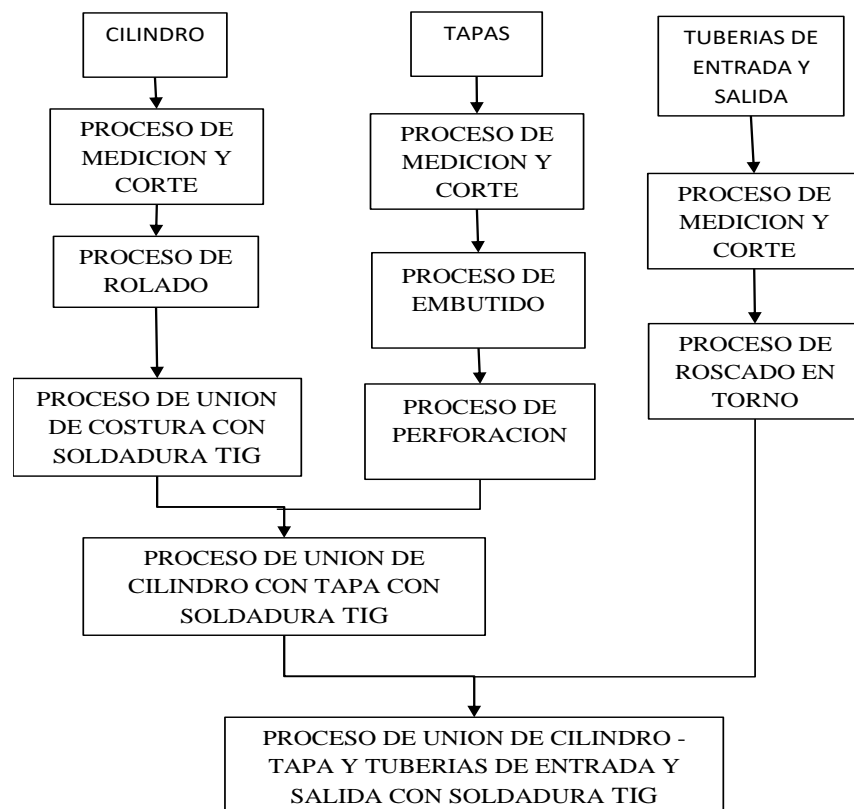 CILINDRO
TAPAS
TUBERIAS DE
ENTRADA Y
SALIDA
PROCESO DE
MEDICION Y
CORTE
PROCESO DE
MEDICION Y
CORTE
PROCESO DE
MEDICION Y
CORTE
PROCESO DE
ROLADO
PROCESO DE
EMBUTIDO
PROCESO DE
ROSCADO EN
TORNO
PROCESO DE UNION
DE COSTURA CON
SOLDADURA TIG
PROCESO DE
PERFORACION
PROCESO DE UNION DE
CILINDRO CON TAPA CON
SOLDADURA TIG
PROCESO DE UNION DE CILINDRO -
TAPA Y TUBERIAS DE ENTRADA Y
SALIDA CON SOLDADURA TIG